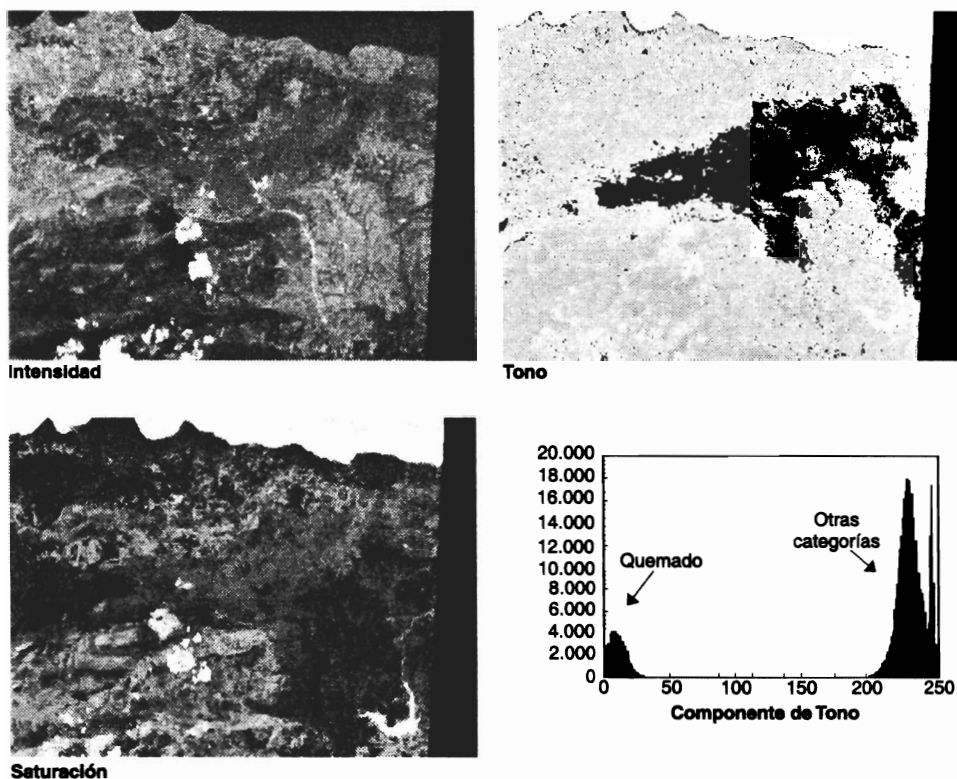 Intensidad
Tono
Saturación
20.000
18.000
16.000
14.000
12.000
10.000
8.000
6.000
4.000
2.000
0
Quemado
Otras
categorías
0
50
100
150
200
250
Componente de Tono